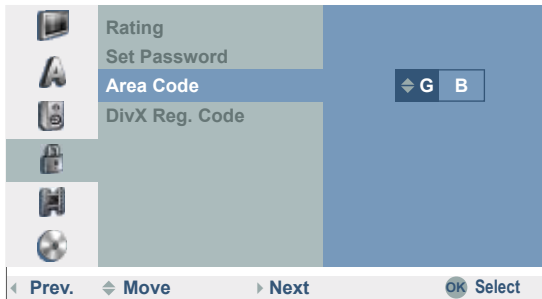 Rating
Set Password
Area Code G B
DivX Reg. Code
Prev. Move Next OK Select